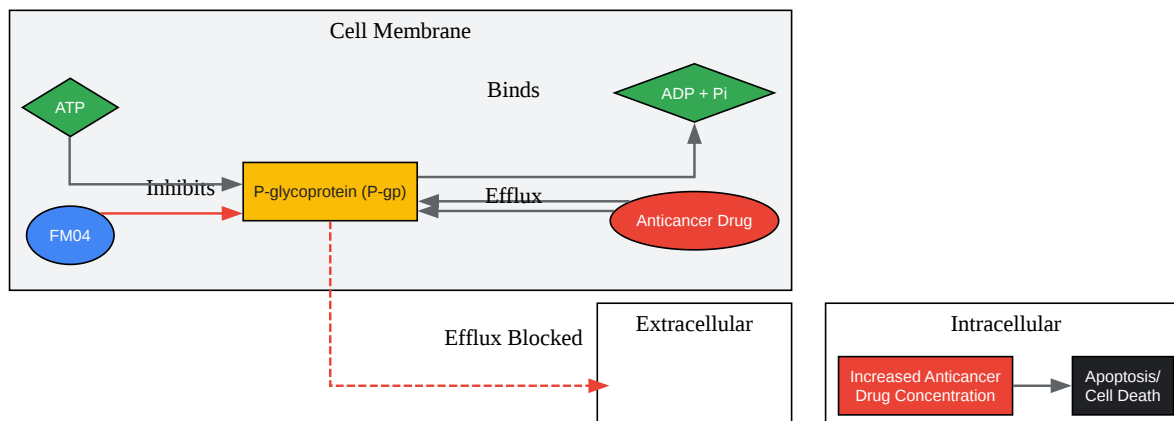 Cell Membrane
Binds
ATP
ADP + Pi
Inhibits
P-glycoprotein (P-gp)
Efflux
FM04
Anticancer Drug
Efflux Blocked
Extracellular
Intracellular
Increased Anticancer
Drug Concentration
Apoptosis/
Cell Death